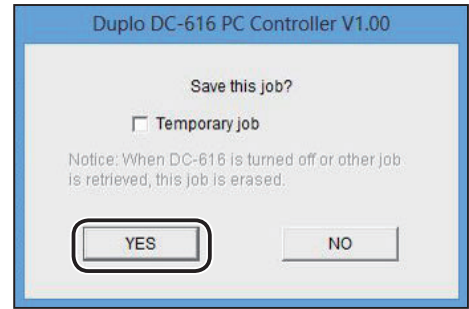 Duplo DC-616 PC Controller V1.00
Save this job?
Temporary job
Notice: When DC-616 is turned off or other job
is retrieved, this job is erased.
YES NO